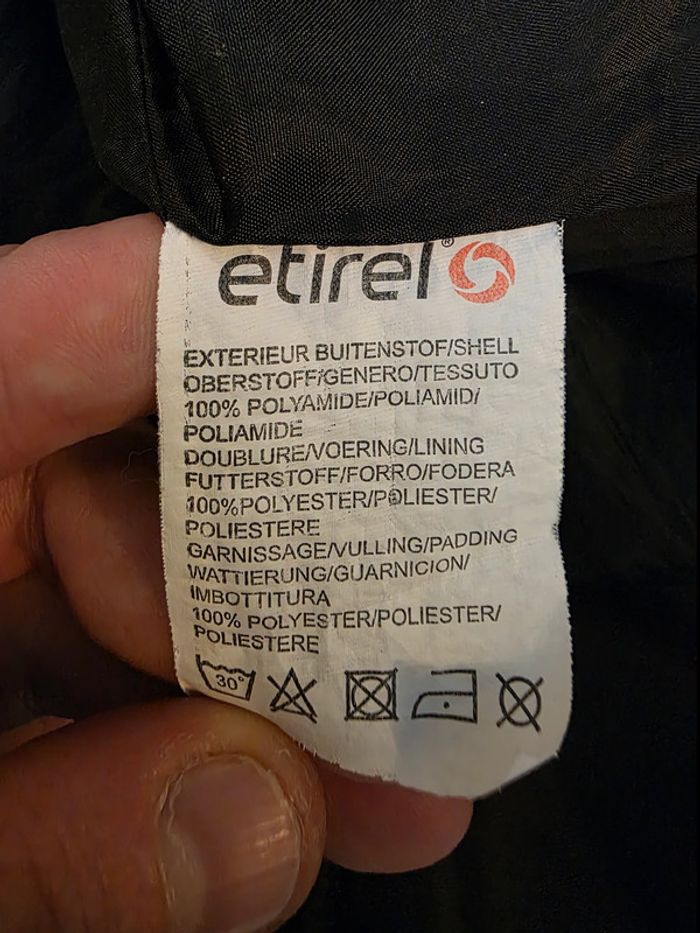 etirel®
EXTERIEUR BUITENSTOF/SHELL
OBERSTOFF/GENERO/TESSUTO
100% POLYAMIDE/POLIAMID/
POLIAMIDE
DOUBLURE/VOERING/LINING
FUTTERSTOFF/FORRO/FODERA
100%POLYESTER/POLIESTER/
POLIESTERE
GARNISSAGE/VULLING/PADDING
WATTIERUNG/GUARNICION/
IMBOTTITURA
100% POLYESTER/POLIESTER/
POLIESTERE
30°